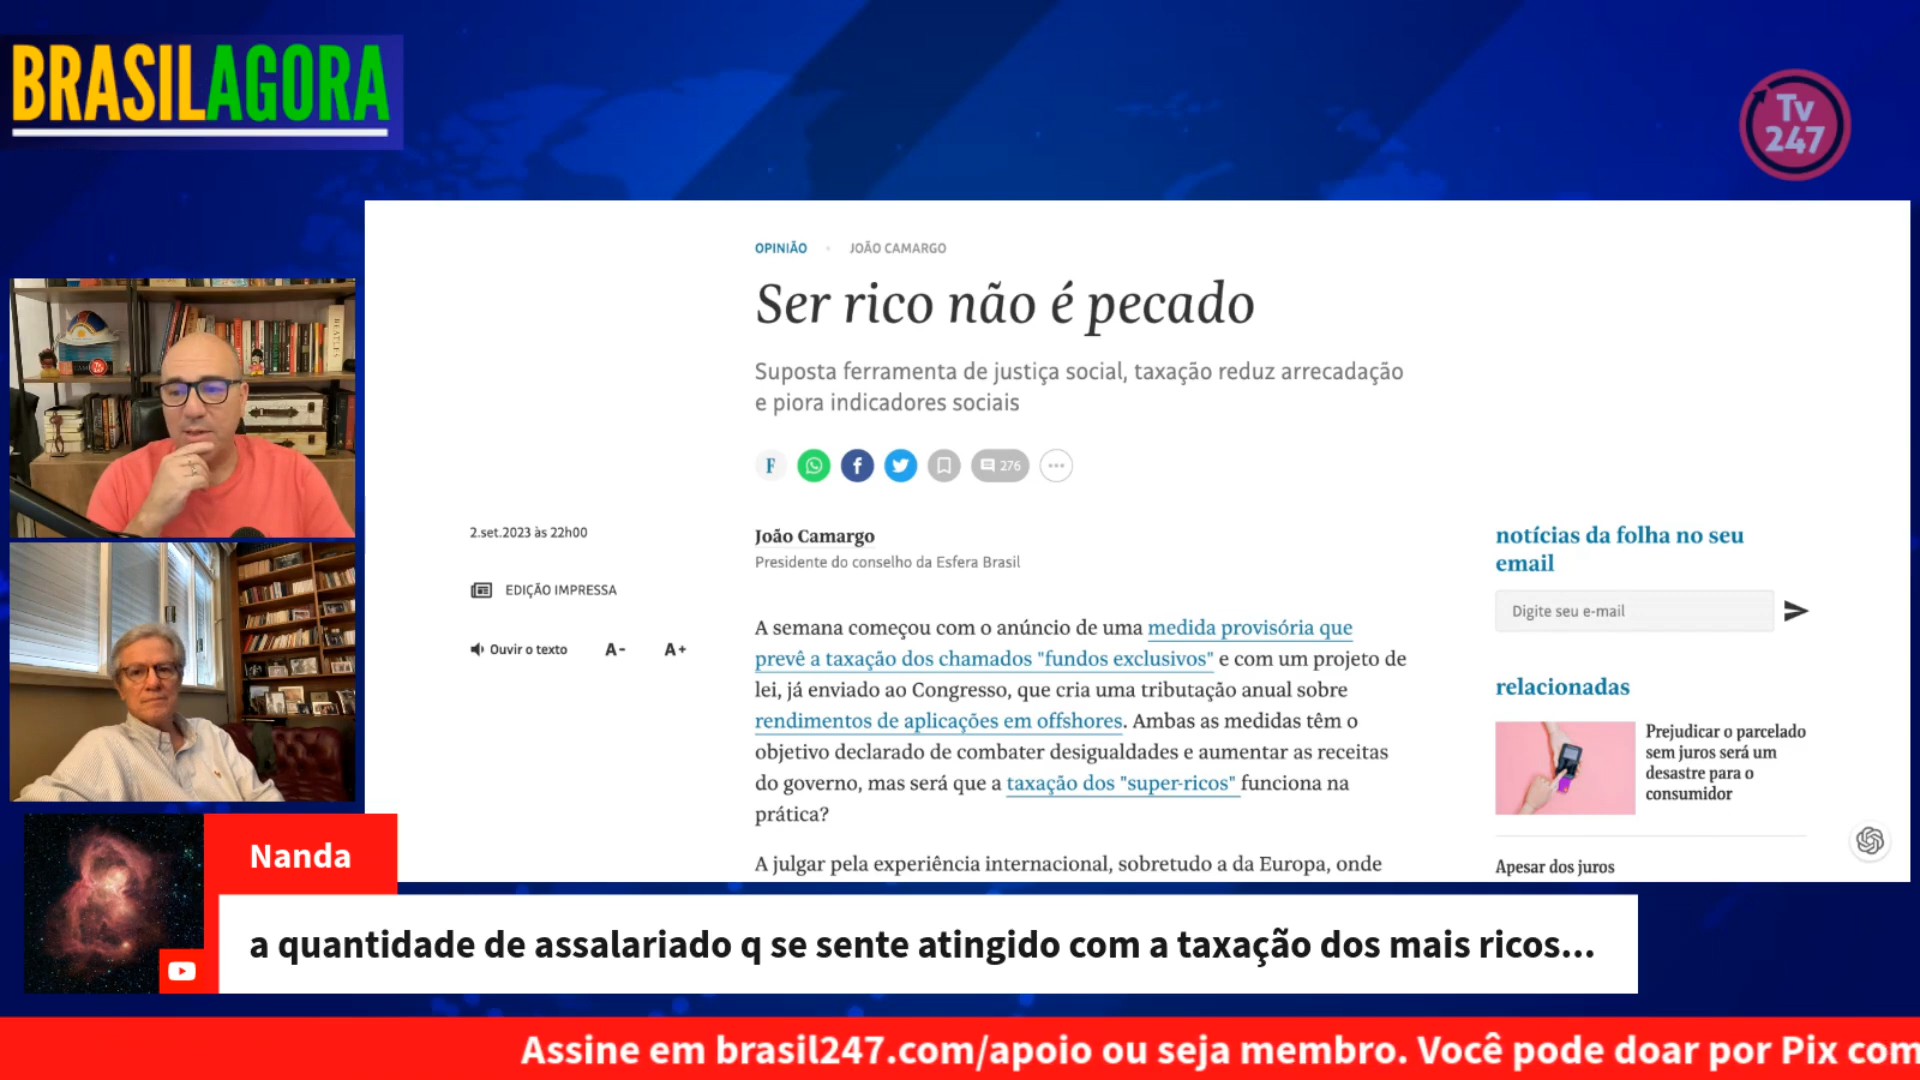 BRASILAGORA
Tv
247
OPINIÃO • JOÃO CAMARGO
Ser rico não é pecado
Suposta ferramenta de justiça social, taxação reduz arrecadação
e piora indicadores sociais
F
276
2.set.2023 às 22h00
EDIÇÃO IMPRESSA
Ouvir o texto A- A+
João Camargo
Presidente do conselho da Esfera Brasil
A semana começou com o anúncio de uma medida provisória que
prevê a taxação dos chamados "fundos exclusivos" e com um projeto de
lei, já enviado ao Congresso, que cria uma tributação anual sobre
rendimentos de aplicações em offshores. Ambas as medidas têm o
objetivo declarado de combater desigualdades e aumentar as receitas
do governo, mas será que a taxação dos "super-ricos" funciona na
prática?
A julgar pela experiência internacional, sobretudo a da Europa, onde
notícias da folha no seu
email
Digite seu e-mail
relacionadas
Prejudicar o parcelado
sem juros será um
desastre para o
consumidor
Apesar dos juros
BEATLES
Nanda
a quantidade de assalariado q se sente atingido com a taxação dos mais ricos...
Assine em brasil247.com/apoio ou seja membro. Você pode doar por Pix com